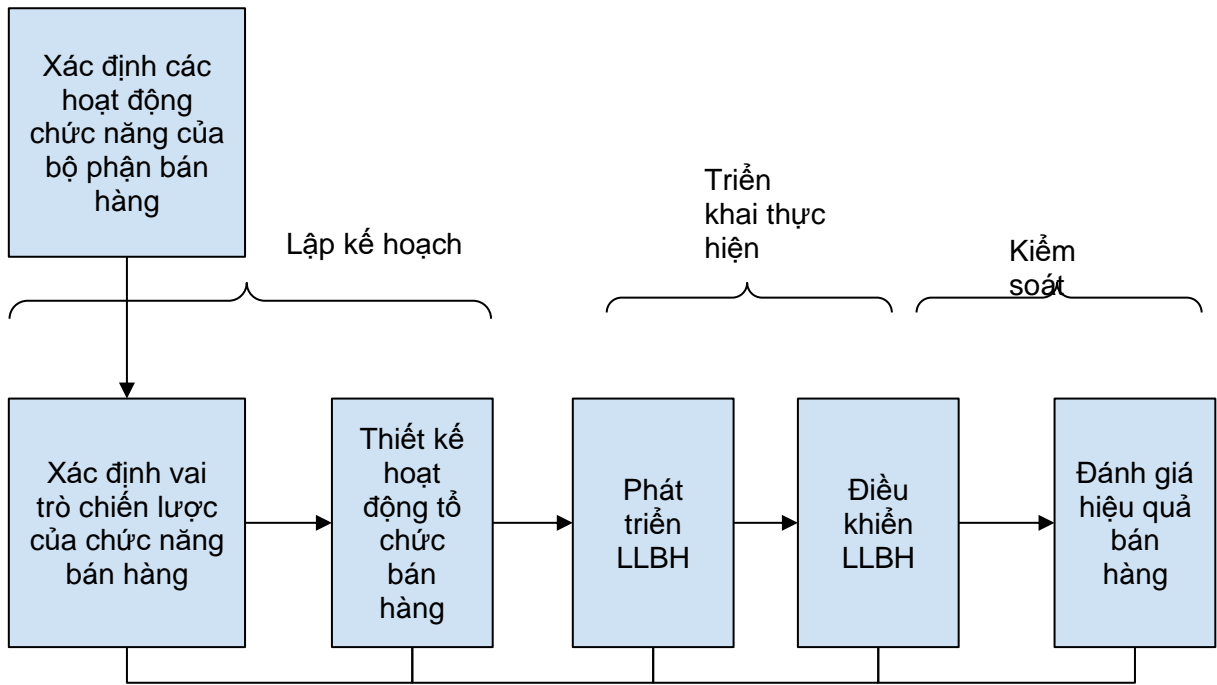 Xác định các
hoạt động
chức năng của
bộ phận bán
hàng
Lập kế hoạch
Triển
khai thực
hiện
Kiểm
soát
Xác định vai
trò chiến lược
của chức năng
bán hàng
Thiết kế
hoạt
động tổ
chức
bán
hàng
Phát
triển
LLBH
Điều
khiển
LLBH
Đánh giá
hiệu quả
bán
hàng